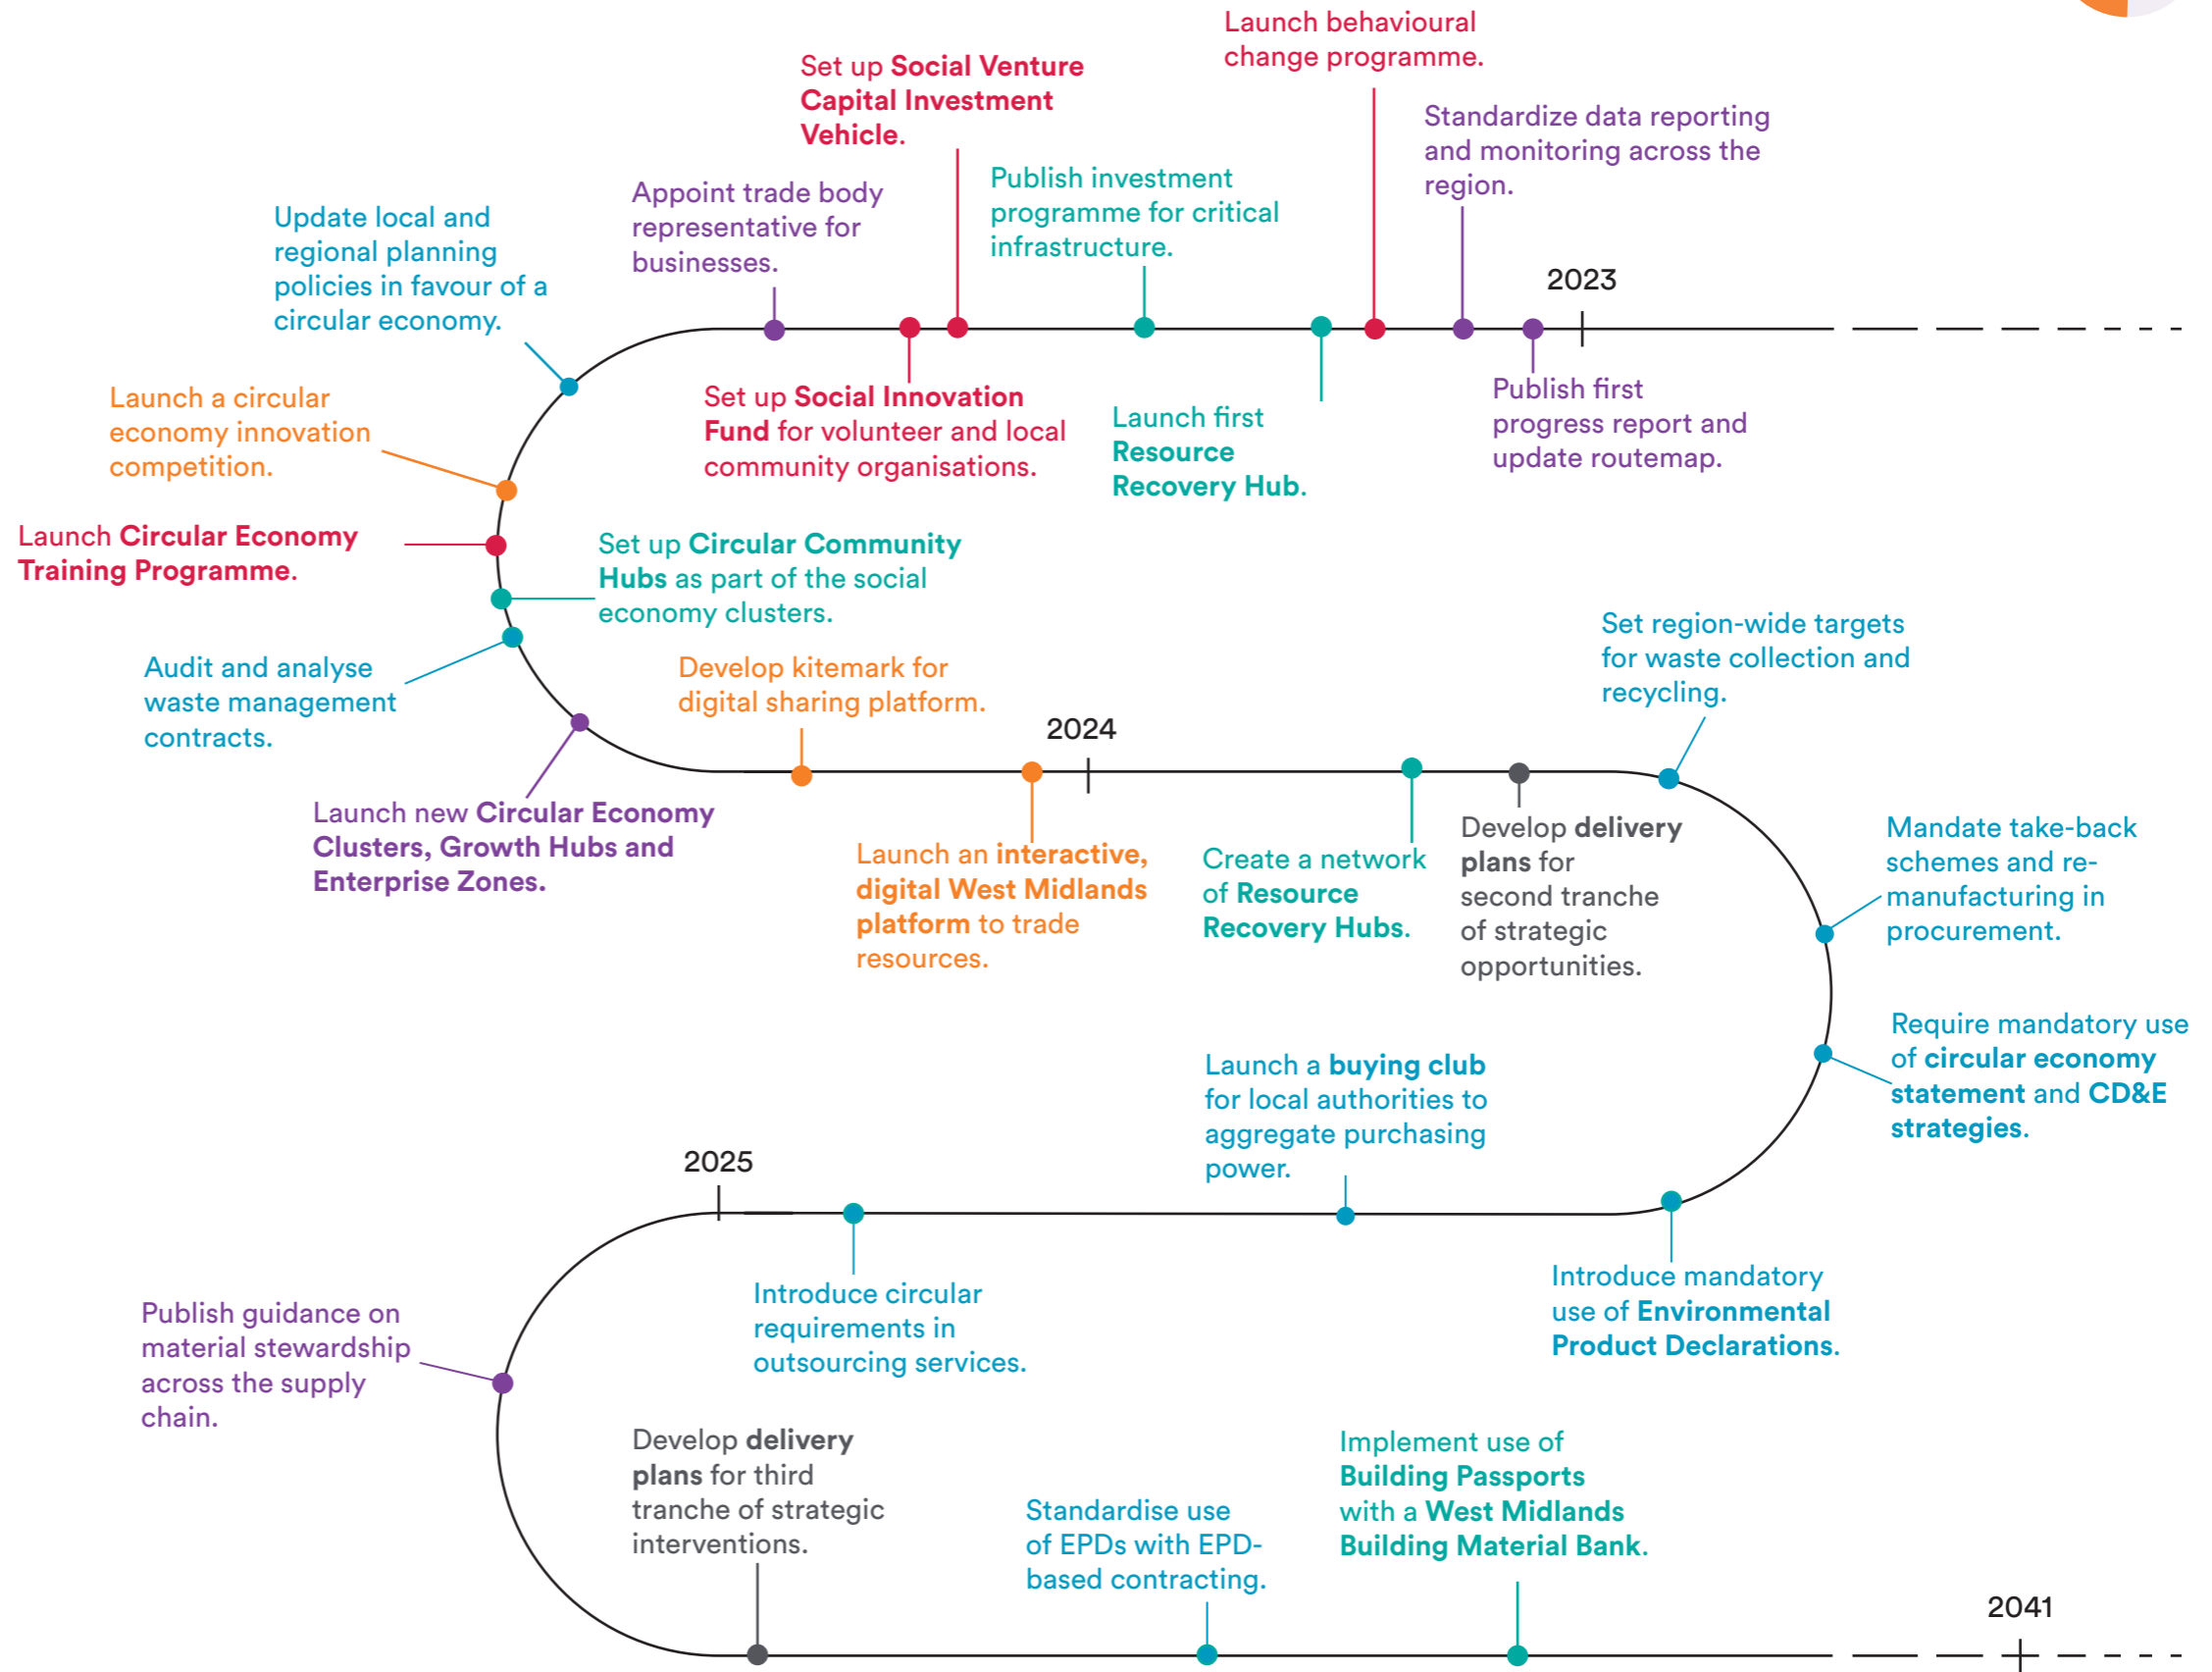 Launch behavioural
change programme.
Set up Social Venture
Capital Investment
Vehicle.
Standardize data reporting
and monitoring across the
region.
Publish investment
programme for critical
infrastructure.
Appoint trade body
representative for
businesses.
Update local and
regional planning
policies in favour of a
circular economy.
2023
Launch a circular
economy innovation
competition.
Set up Social Innovation
Fund for volunteer and local
community organisations.
Launch first
Resource
Recovery Hub.
Publish first
progress report and
update routemap.
Launch Circular Economy
Training Programme.
Set up Circular Community
Hubs as part of the social
economy clusters.
Audit and analyse
waste management
contracts.
Develop kitemark for
digital sharing platform.
2024
Set region-wide targets
for waste collection and
recycling.
Launch new Circular Economy
Clusters, Growth Hubs and
Enterprise Zones.
Launch an interactive,
digital West Midlands
platform to trade
resources.
Create a network
of Resource
Recovery Hubs.
Develop delivery
plans for
second tranche
of strategic
opportunities.
Mandate take-back
schemes and re-
manufacturing in
procurement.
Require mandatory use
of circular economy
statement and CD&E
strategies.
Launch a buying club
for local authorities to
aggregate purchasing
power.
2025
Introduce circular
requirements in
outsourcing services.
Introduce mandatory
use of Environmental
Product Declarations.
Publish guidance on
material stewardship
across the supply
chain.
Develop delivery
plans for third
tranche of strategic
interventions.
Standardise use
of EPDs with EPD-
based contracting.
Implement use of
Building Passports
with a West Midlands
Building Material Bank.
2041